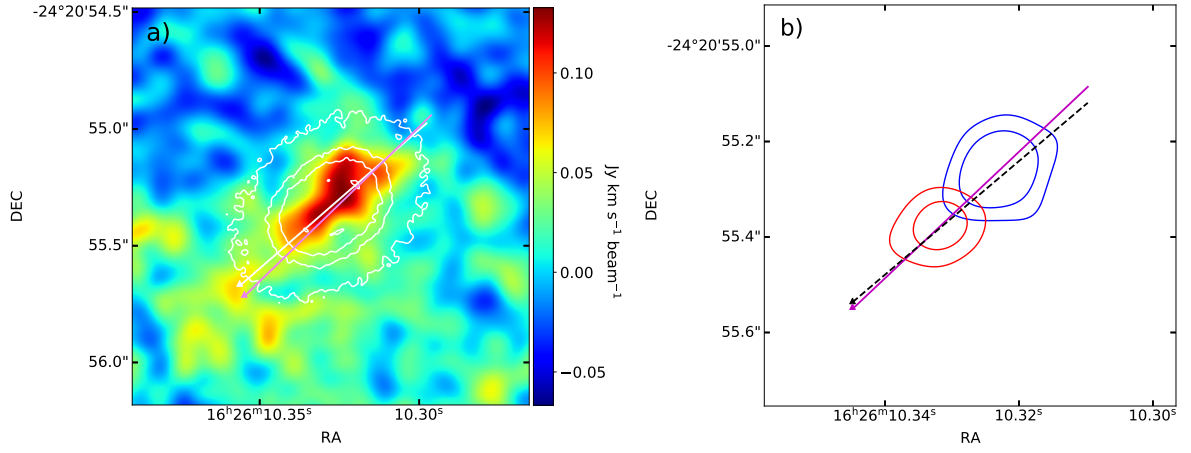 a)
-24°20'54.5"
55.0"
55.5"
56.0"
DEC
16ʰ26ᵐ10.35ˢ
10.30ˢ
RA
0.10
0.05
0.00
−0.05
Jy km s⁻¹ beam⁻¹
b)
-24°20'55.0"
55.2"
55.4"
55.6"
DEC
16ʰ26ᵐ10.34ˢ
10.32ˢ
10.30ˢ
RA